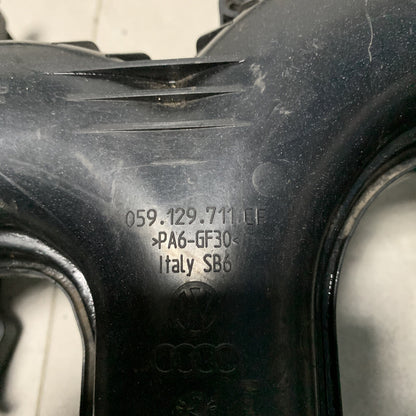 059.129.711.CF
>PA6-GF30<
Italy SB6